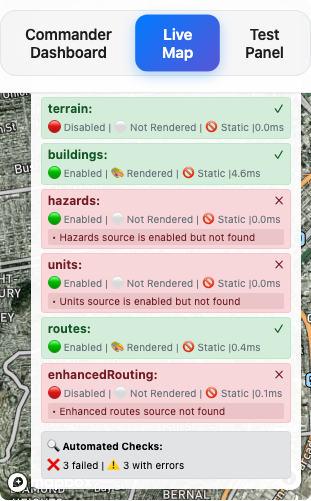 Commander Dashboard
Live Map
Test Panel
terrain: ✓
🔴 Disabled | ⚪ Not Rendered | 🚫 Static |0.0ms
buildings: ✓
🟢 Enabled | 🎨 Rendered | 🚫 Static |4.6ms
hazards: ✕
🟢 Enabled | ⚪ Not Rendered | 🚫 Static |0.0ms
• Hazards source is enabled but not found
units: ✕
🟢 Enabled | ⚪ Not Rendered | 🚫 Static |0.0ms
• Units source is enabled but not found
routes: ✓
🟢 Enabled | 🎨 Rendered | 🚫 Static |0.4ms
enhancedRouting: ✕
🔴 Disabled | ⚪ Not Rendered | 🚫 Static |0.1ms
• Enhanced routes source not found
🔍 Automated Checks:
❌ 3 failed | ⚠️ 3 with errors
BERNAL